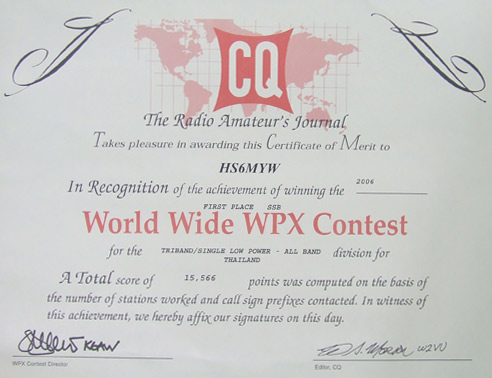 CQ
The Radio Amateur's Journal
Takes pleasure in awarding this Certificate of Merit to
HS6MYW
In Recognition of the achievement of winning the 2006
FIRST PLACE SSB
World Wide WPX Contest
for the TRIBAND/SINGLE LOW POWER - ALL BAND division for
THAILAND
A Total score of 15,566 points was computed on the basis of
the number of stations worked and call sign prefixes contacted. In witness of
this achievement, we hereby affix our signatures on this day.
K6AW
W2VU
WPX Contest Director
Editor, CQ